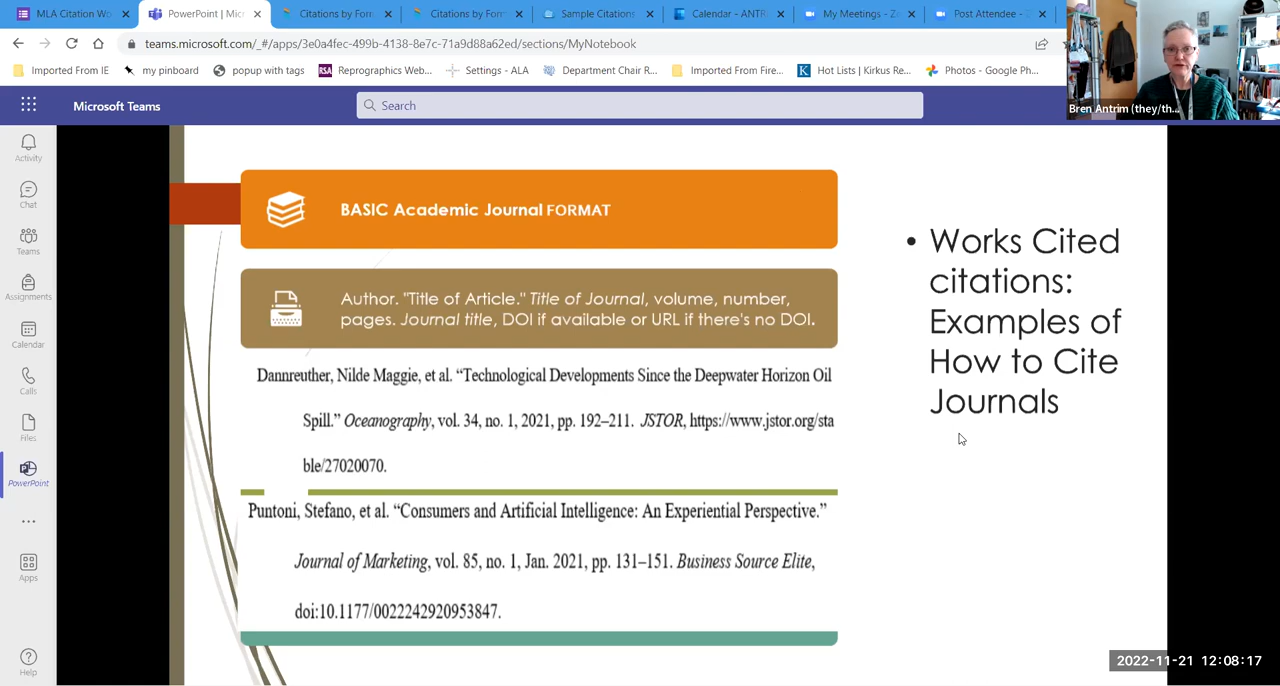 MLA Citation Wo
PowerPoint | Mic
Citations by For
Citations by For
Sample Citations
Calendar - ANTR
My Meetings - Ze
Post Attendee - Z
teams.microsoft.com/_#/apps/3e0a4fec-499b-4138-8e7c-71a9d88a62ed/sections/MyNotebook
Imported From IE
my pinboard
popup with tags
RSA Reprographics Web...
Settings - ALA
Department Chair R...
Imported From Fire...
K Hot Lists | Kirkus Re...
Photos - Google Ph...
Microsoft Teams
Search
Bren Antrim (they/th...
Activity
Chat
Teams
Assignments
Calendar
Calls
Files
PowerPoint
...
Apps
Help
BASIC Academic Journal FORMAT
Author. "Title of Article." Title of Journal, volume, number,
pages. Journal title, DOI if available or URL if there's no DOI.
Dannreuther, Nilde Maggie, et al. “Technological Developments Since the Deepwater Horizon Oil
Spill.” Oceanography, vol. 34, no. 1, 2021, pp. 192–211. JSTOR, https://www.jstor.org/sta
ble/27020070.
Puntoni, Stefano, et al. “Consumers and Artificial Intelligence: An Experiential Perspective.”
Journal of Marketing, vol. 85, no. 1, Jan. 2021, pp. 131–151. Business Source Elite,
doi:10.1177/0022242920953847.
• Works Cited
citations:
Examples of
How to Cite
Journals
2022-11-21 12:08:17